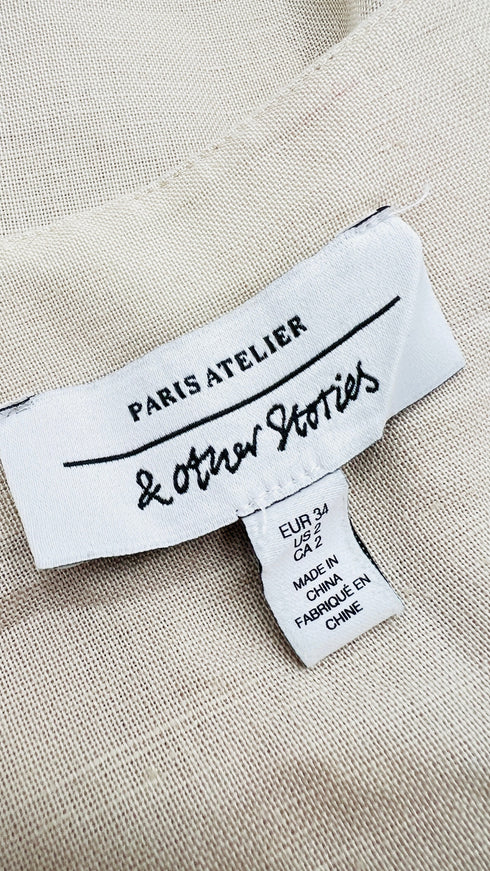 PARIS ATELIER
& other Stories
EUR 34
US 2
CA 2
MADE IN
CHINA
FABRIQUÉ EN
CHINE